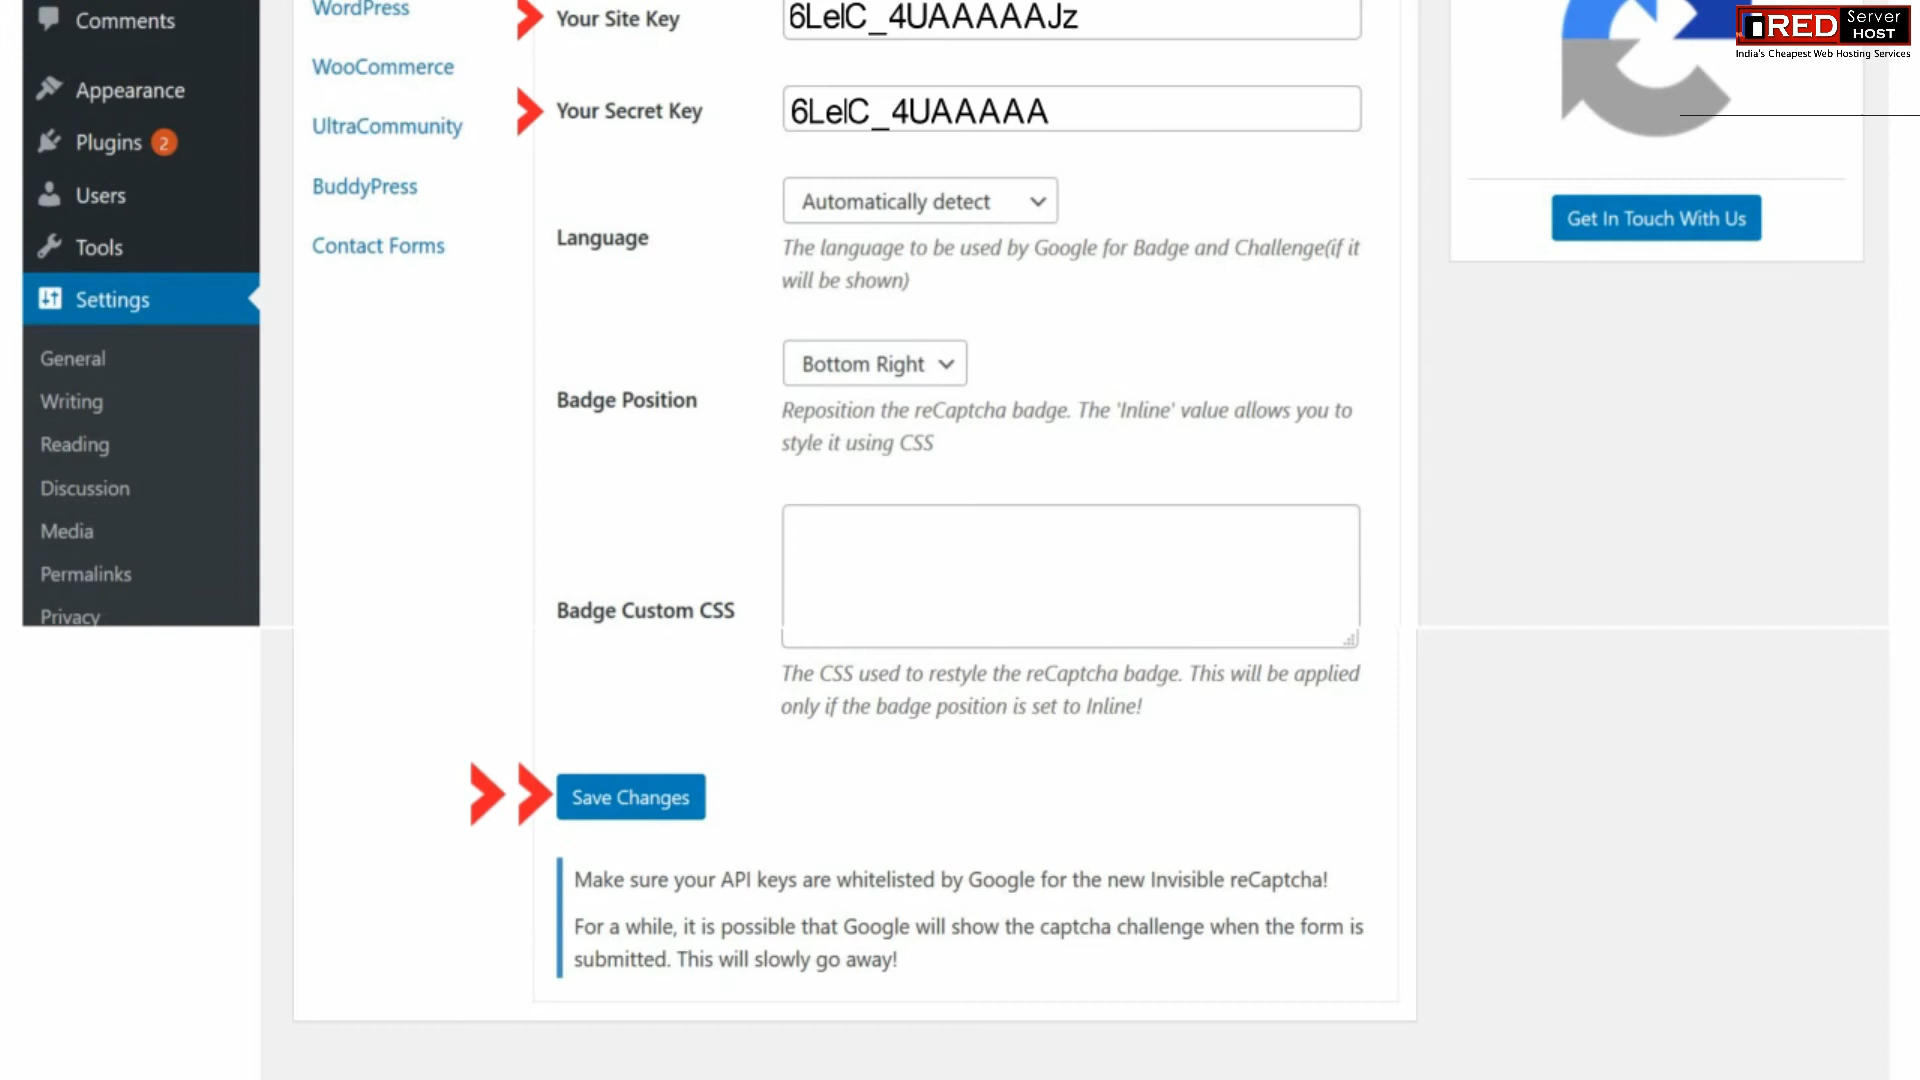 Comments
Appearance
Plugins 2
Users
Tools
Settings
General
Writing
Reading
Discussion
Media
Permalinks
Privacy
WordPress
WooCommerce
UltraCommunity
BuddyPress
Contact Forms
Your Site Key
6LelC_4UAAAAAJz
Your Secret Key
6LelC_4UAAAAA
Language
Automatically detect
The language to be used by Google for Badge and Challenge(if it
will be shown)
Badge Position
Bottom Right
Reposition the reCaptcha badge. The 'Inline' value allows you to
style it using CSS
Badge Custom CSS
The CSS used to restyle the reCaptcha badge. This will be applied
only if the badge position is set to Inline!
Save Changes
Make sure your API keys are whitelisted by Google for the new Invisible reCaptcha!
For a while, it is possible that Google will show the captcha challenge when the form is
submitted. This will slowly go away!
iRED Server
HOST
India's Cheapest Web Hosting Services
Get In Touch With Us